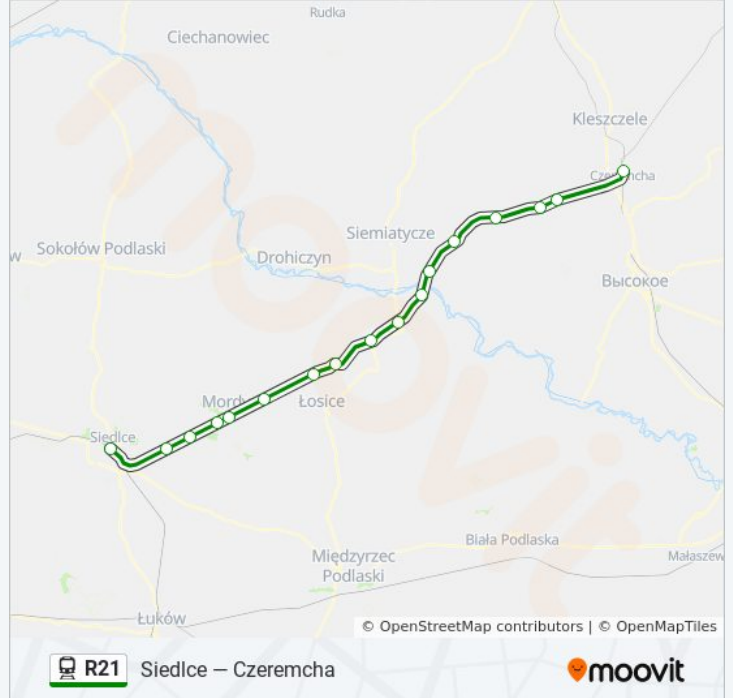 Rudka
Ciechanowiec
Kleszczele
Czeremcha
Siemiatycze
w
Sokołów Podlaski
Drohiczyn
Высокое
Mordy
Łosice
Siedlce
Biała Podlaska
Małaszew
Międzyrzec
Podlaski
Łuków
© OpenStreetMap contributors | © OpenMapTiles
R21 Siedlce — Czeremcha
moovit
moovit